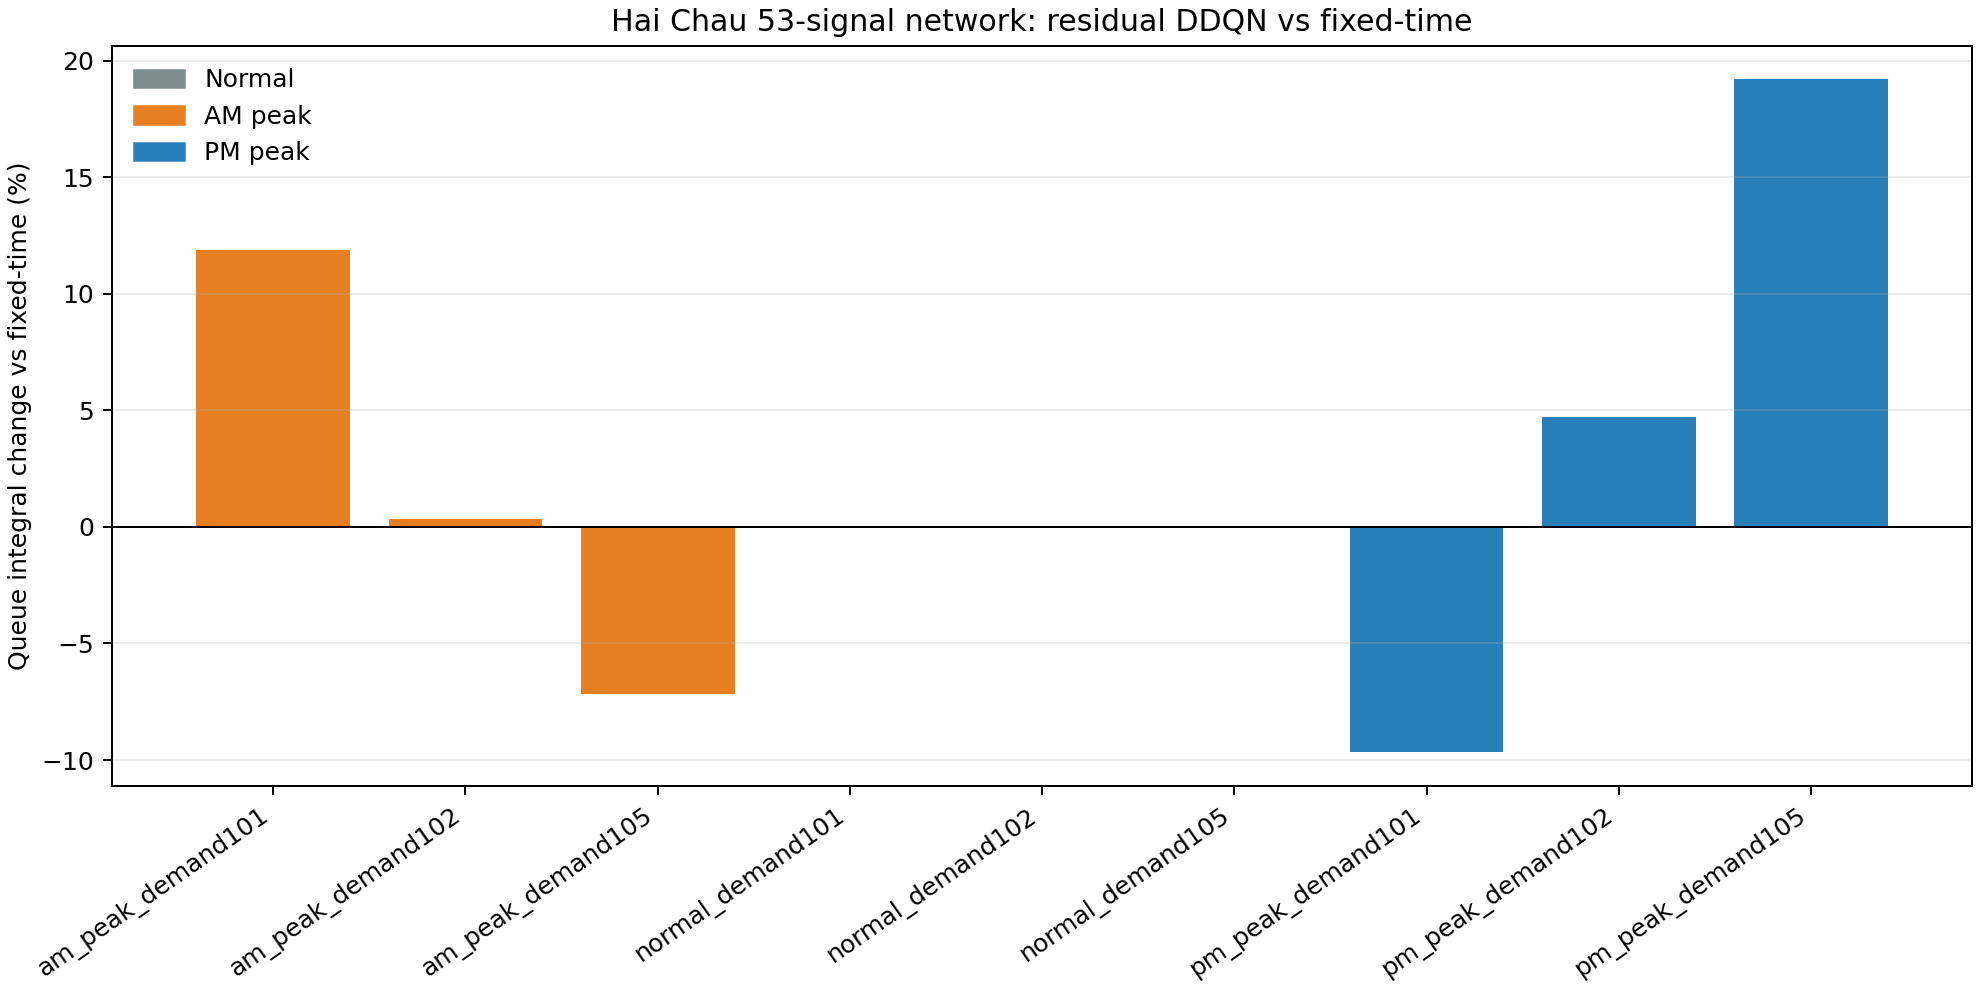 Hai Chau 53-signal network: residual DDQN vs fixed-time
Queue integral change vs fixed-time (%)
20
15
10
5
0
−5
−10
Normal
AM peak
PM peak
am_peak_demand101
am_peak_demand102
am_peak_demand105
normal_demand101
normal_demand102
normal_demand105
pm_peak_demand101
pm_peak_demand102
pm_peak_demand105